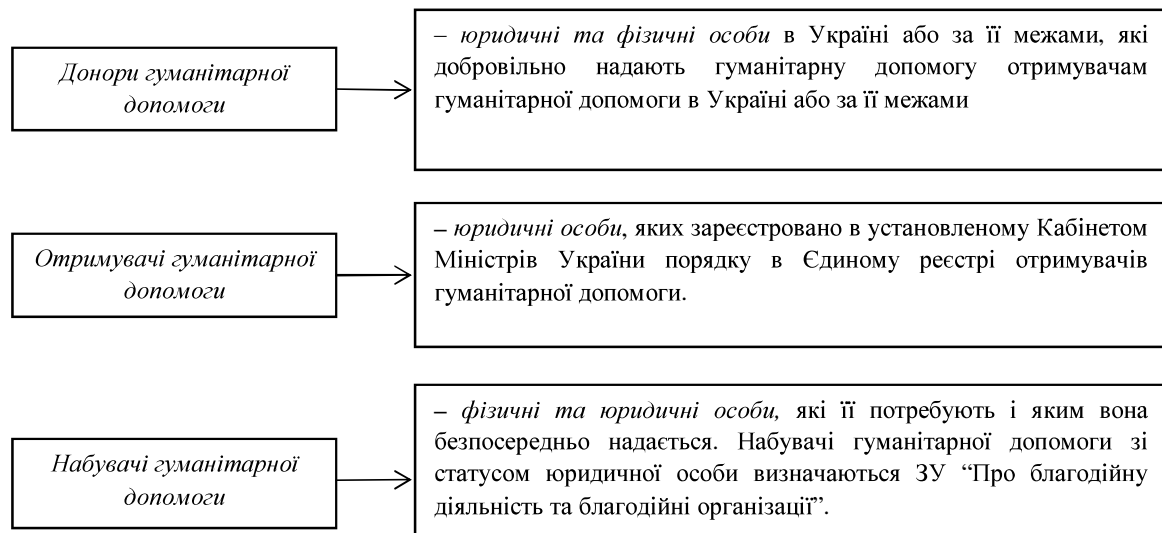 Донори гуманітарної
допомоги
– юридичні та фізичні особи в Україні або за її межами, які
добровільно надають гуманітарну допомогу отримувачам
гуманітарної допомоги в Україні або за її межами
Отримувачі гуманітарної
допомоги
– юридичні особи, яких зареєстровано в установленому Кабінетом
Міністрів України порядку в Єдиному реєстрі отримувачів
гуманітарної допомоги.
Набувачі гуманітарної
допомоги
– фізичні та юридичні особи, які її потребують і яким вона
безпосередньо надається. Набувачі гуманітарної допомоги зі
статусом юридичної особи визначаються ЗУ “Про благодійну
діяльність та благодійні організації”.